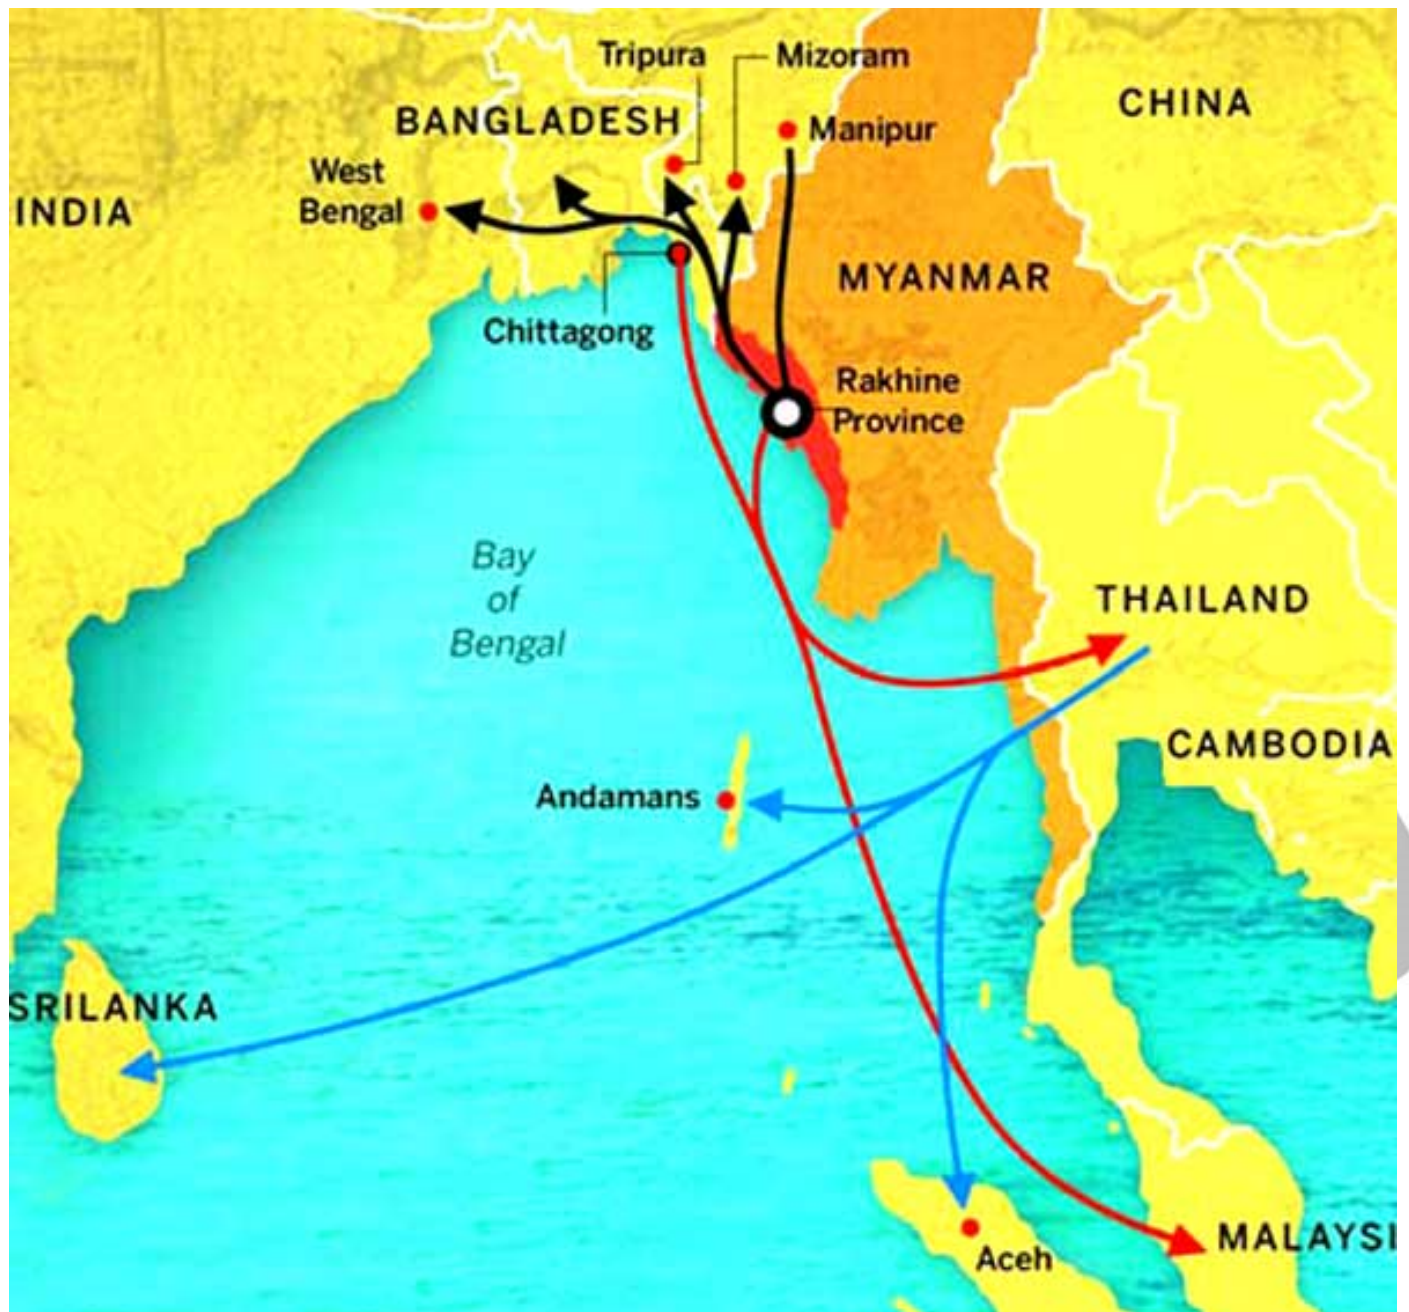 Tripura
Mizoram
CHINA
BANGLADESH
Manipur
West
Bengal
INDIA
MYANMAR
Chittagong
Rakhine
Province
Bay
of
Bengal
THAILAND
CAMBODIA
Andamans
SRILANKA
MALAYSI
Aceh